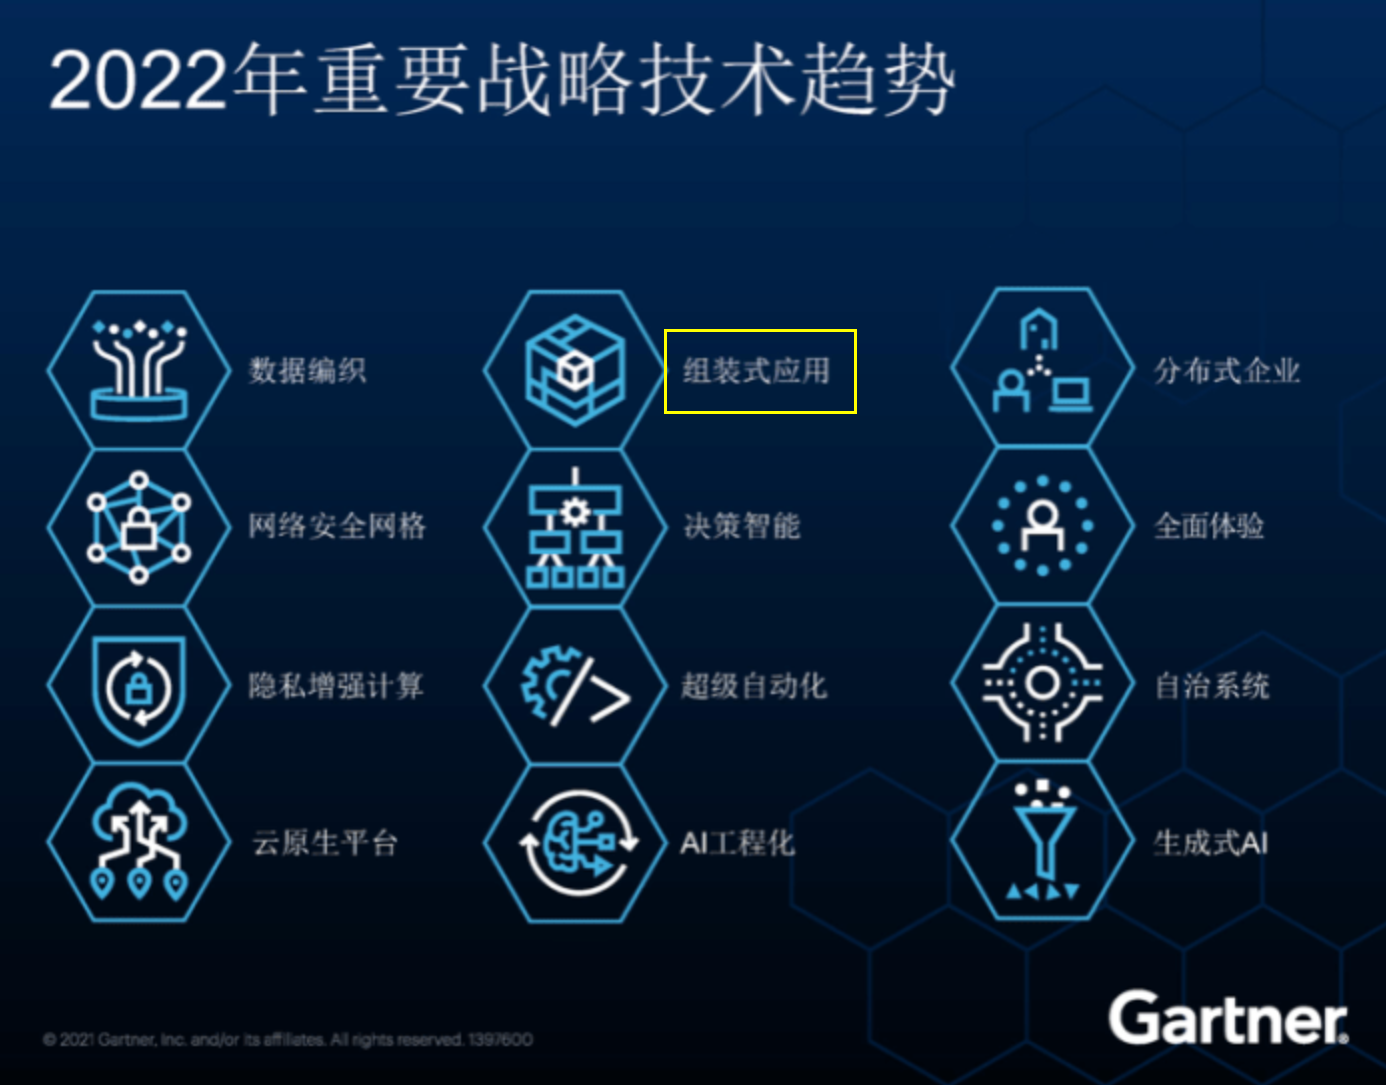 2022年重要战略技术趋势
数据编织
组装式应用
分布式企业
网络安全网格
决策智能
全面体验
隐私增强计算
超级自动化
自治系统
云原生平台
AI工程化
生成式AI
© 2021 Gartner, Inc. and/or its affiliates. All rights reserved. 1397600
Gartner®